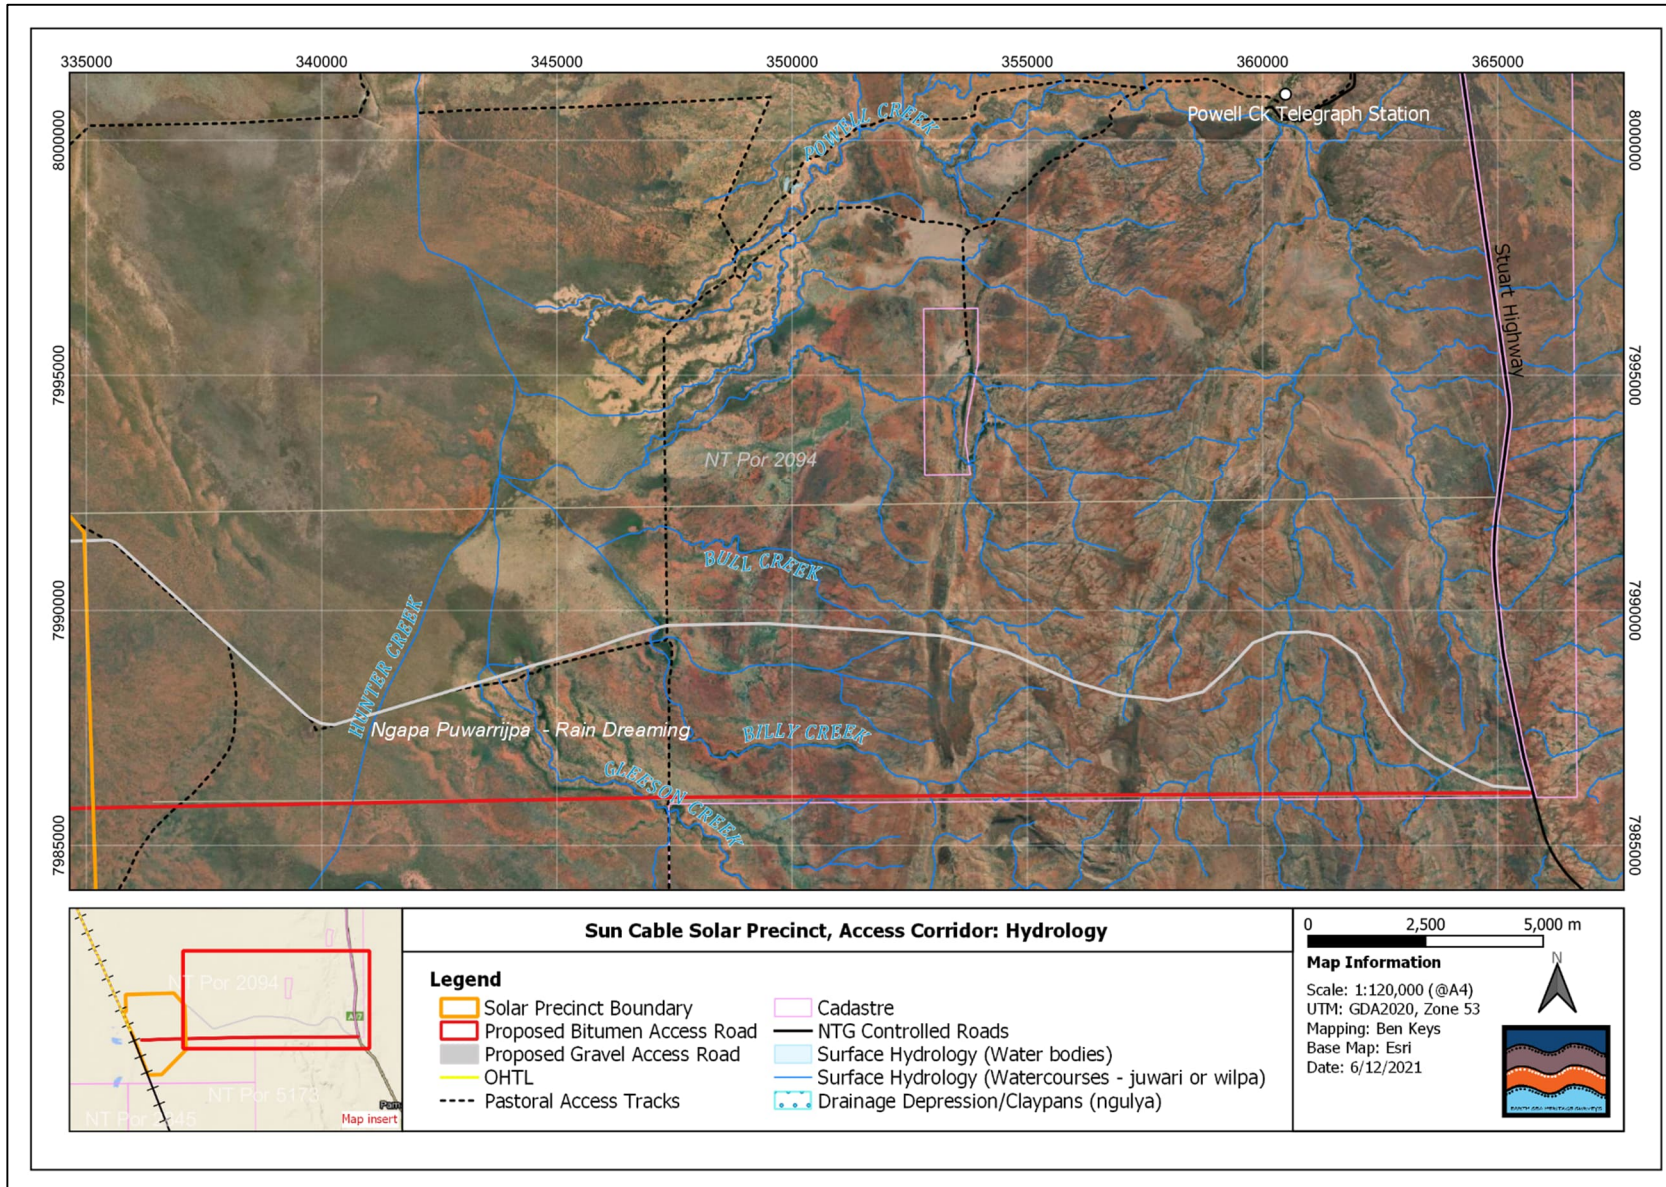 335000 340000 345000 350000 355000 360000 365000
8000000
8000000
POWELL CREEK
Powell Ck Telegraph Station
Stuart Highway
7995000
7995000
NT Por 2094
BULL CREEK
7990000
7990000
HUNTER CREEK
Ngapa Puwarrijpa - Rain Dreaming
BILLY CREEK
GLEESON CREEK
7985000
7985000
NT Por 2094
A 87
NT Por 5173
Map insert
Sun Cable Solar Precinct, Access Corridor: Hydrology
Legend
Solar Precinct Boundary
Proposed Bitumen Access Road
Proposed Gravel Access Road
OHTL
Pastoral Access Tracks
Cadastre
NTG Controlled Roads
Surface Hydrology (Water bodies)
Surface Hydrology (Watercourses - juwari or wilpa)
Drainage Depression/Claypans (ngulya)
0 2,500 5,000 m
Map Information
N
Scale: 1:120,000 (@A4)
UTM: GDA2020, Zone 53
Mapping: Ben Keys
Base Map: Esri
Date: 6/12/2021